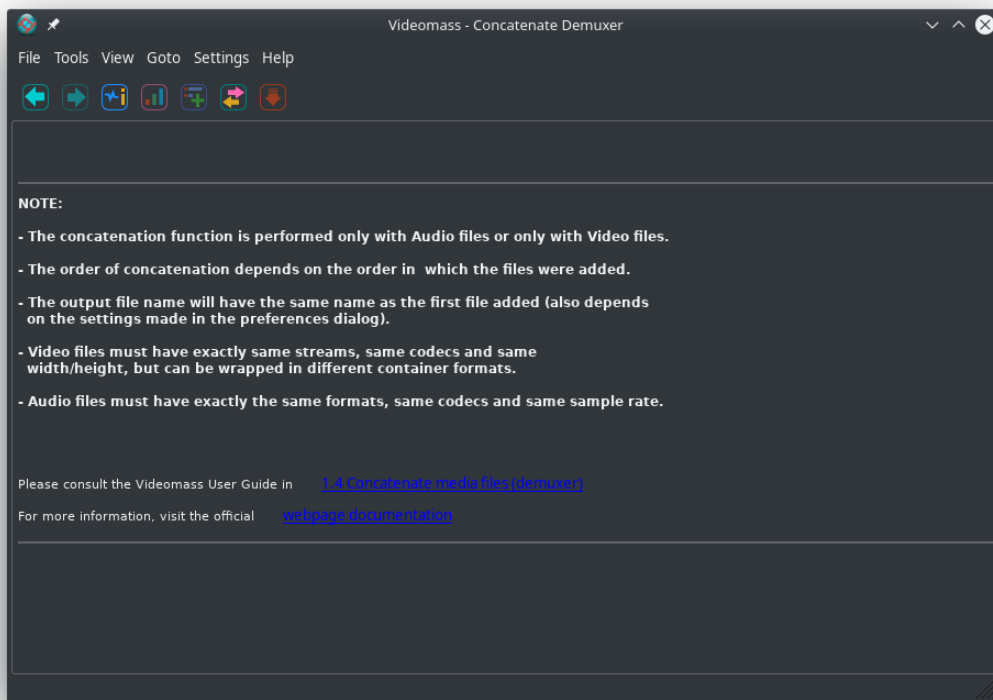 Videomass - Concatenate Demuxer
File Tools View Goto Settings Help
NOTE:
- The concatenation function is performed only with Audio files or only with Video files.
- The order of concatenation depends on the order in  which the files were added.
- The output file name will have the same name as the first file added (also depends
on the settings made in the preferences dialog).
- Video files must have exactly same streams, same codecs and same
width/height, but can be wrapped in different container formats.
- Audio files must have exactly the same formats, same codecs and same sample rate.
Please consult the Videomass User Guide in 1.4 Concatenate media files (demuxer)
For more information, visit the official webpage documentation